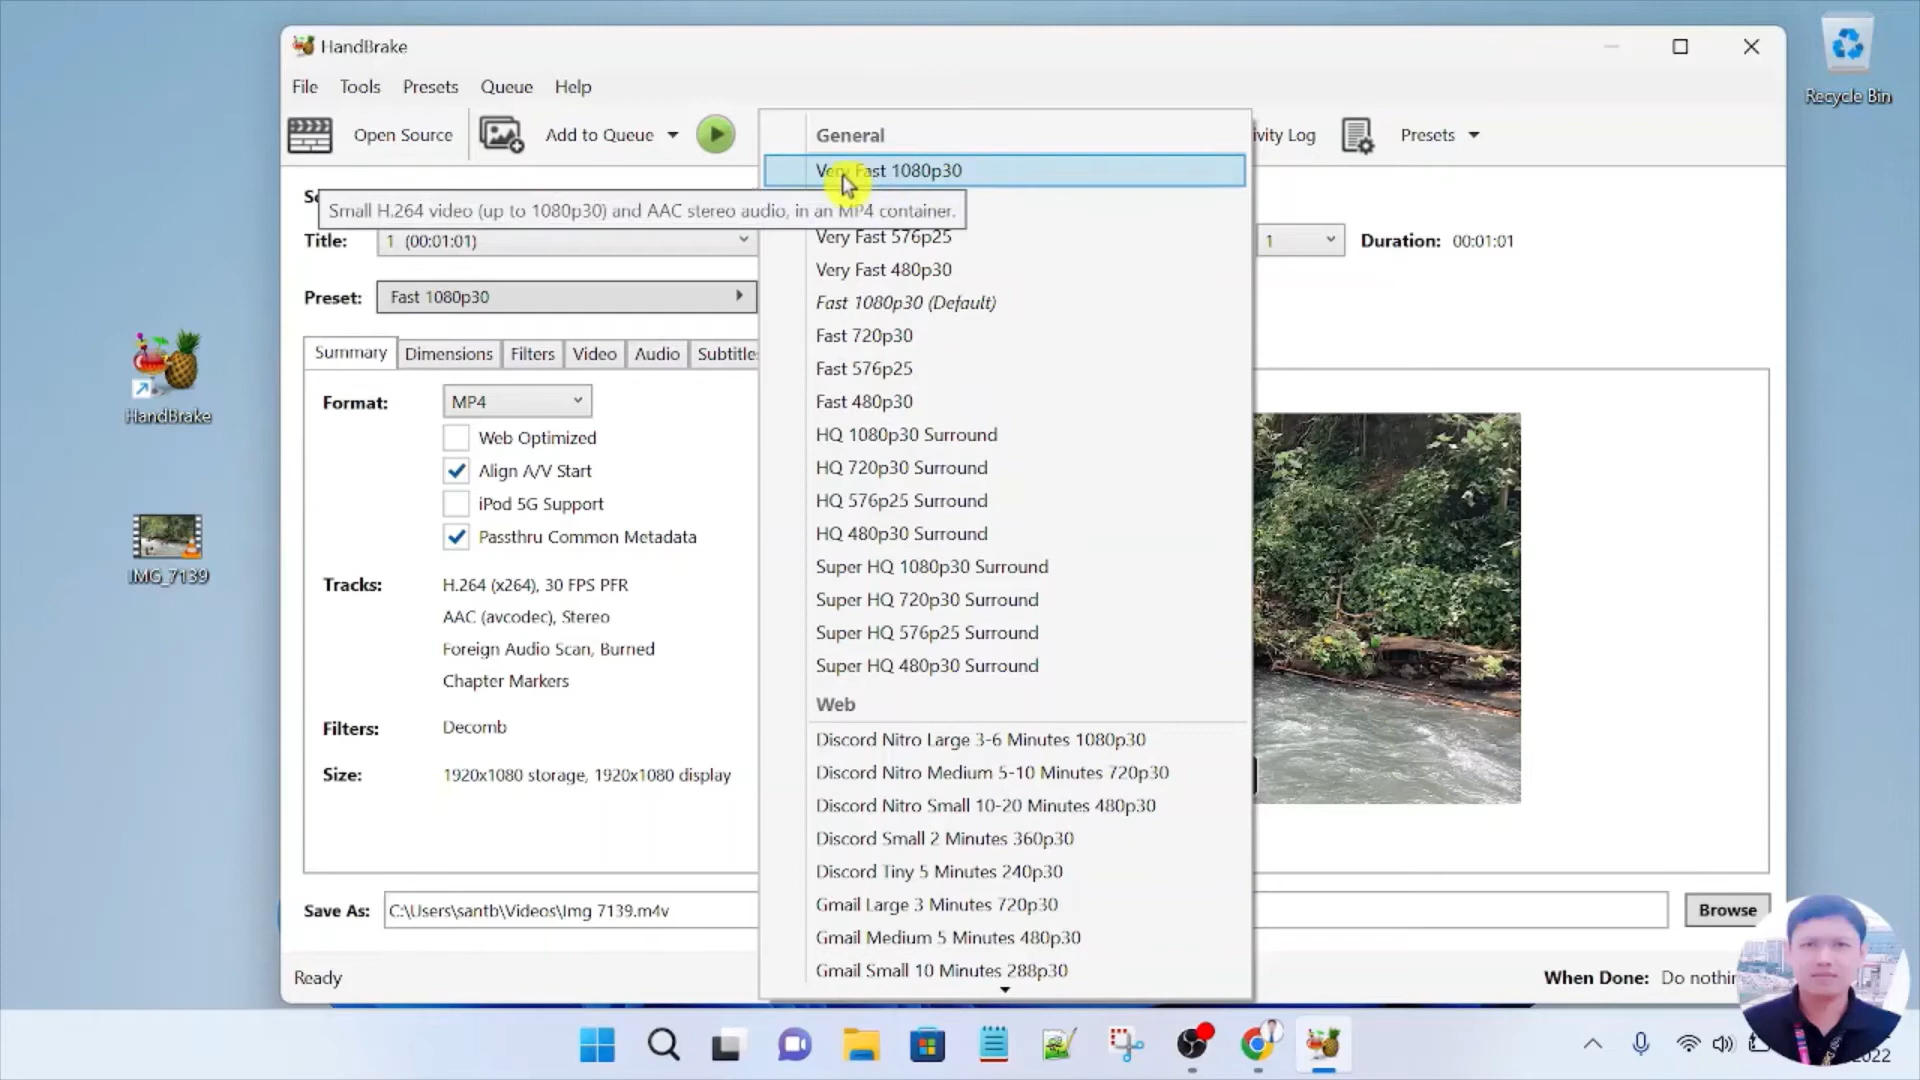 HandBrake
Recycle Bin
File Tools Presets Queue Help
Open Source Add to Queue ivity Log Presets
General
Very Fast 1080p30
Small H.264 video (up to 1080p30) and AAC stereo audio, in an MP4 container.
Title: 1 (00:01:01) 1 Duration: 00:01:01
Very Fast 576p25
Very Fast 480p30
Preset: Fast 1080p30
Fast 1080p30 (Default)
Fast 720p30
Fast 576p25
Fast 480p30
HQ 1080p30 Surround
HQ 720p30 Surround
HQ 576p25 Surround
HQ 480p30 Surround
Super HQ 1080p30 Surround
Super HQ 720p30 Surround
Super HQ 576p25 Surround
Super HQ 480p30 Surround
Web
Discord Nitro Large 3-6 Minutes 1080p30
Discord Nitro Medium 5-10 Minutes 720p30
Discord Nitro Small 10-20 Minutes 480p30
Discord Small 2 Minutes 360p30
Discord Tiny 5 Minutes 240p30
Gmail Large 3 Minutes 720p30
Gmail Medium 5 Minutes 480p30
Gmail Small 10 Minutes 288p30
Summary Dimensions Filters Video Audio Subtitle
Format: MP4
Web Optimized
Align A/V Start
iPod 5G Support
Passthru Common Metadata
Tracks: H.264 (x264), 30 FPS PFR
AAC (avcodec), Stereo
Foreign Audio Scan, Burned
Chapter Markers
Filters: Decomb
Size: 1920x1080 storage, 1920x1080 display
HandBrake
IMG_7139
Save As: C:\Users\santb\Videos\Img 7139.m4v Browse
Ready When Done: Do nothin
2022